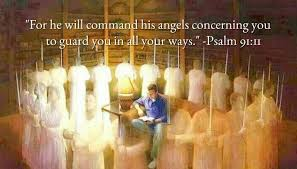 "For he will command his angels concerning you
to guard you in all your ways." -Psalm 91:11